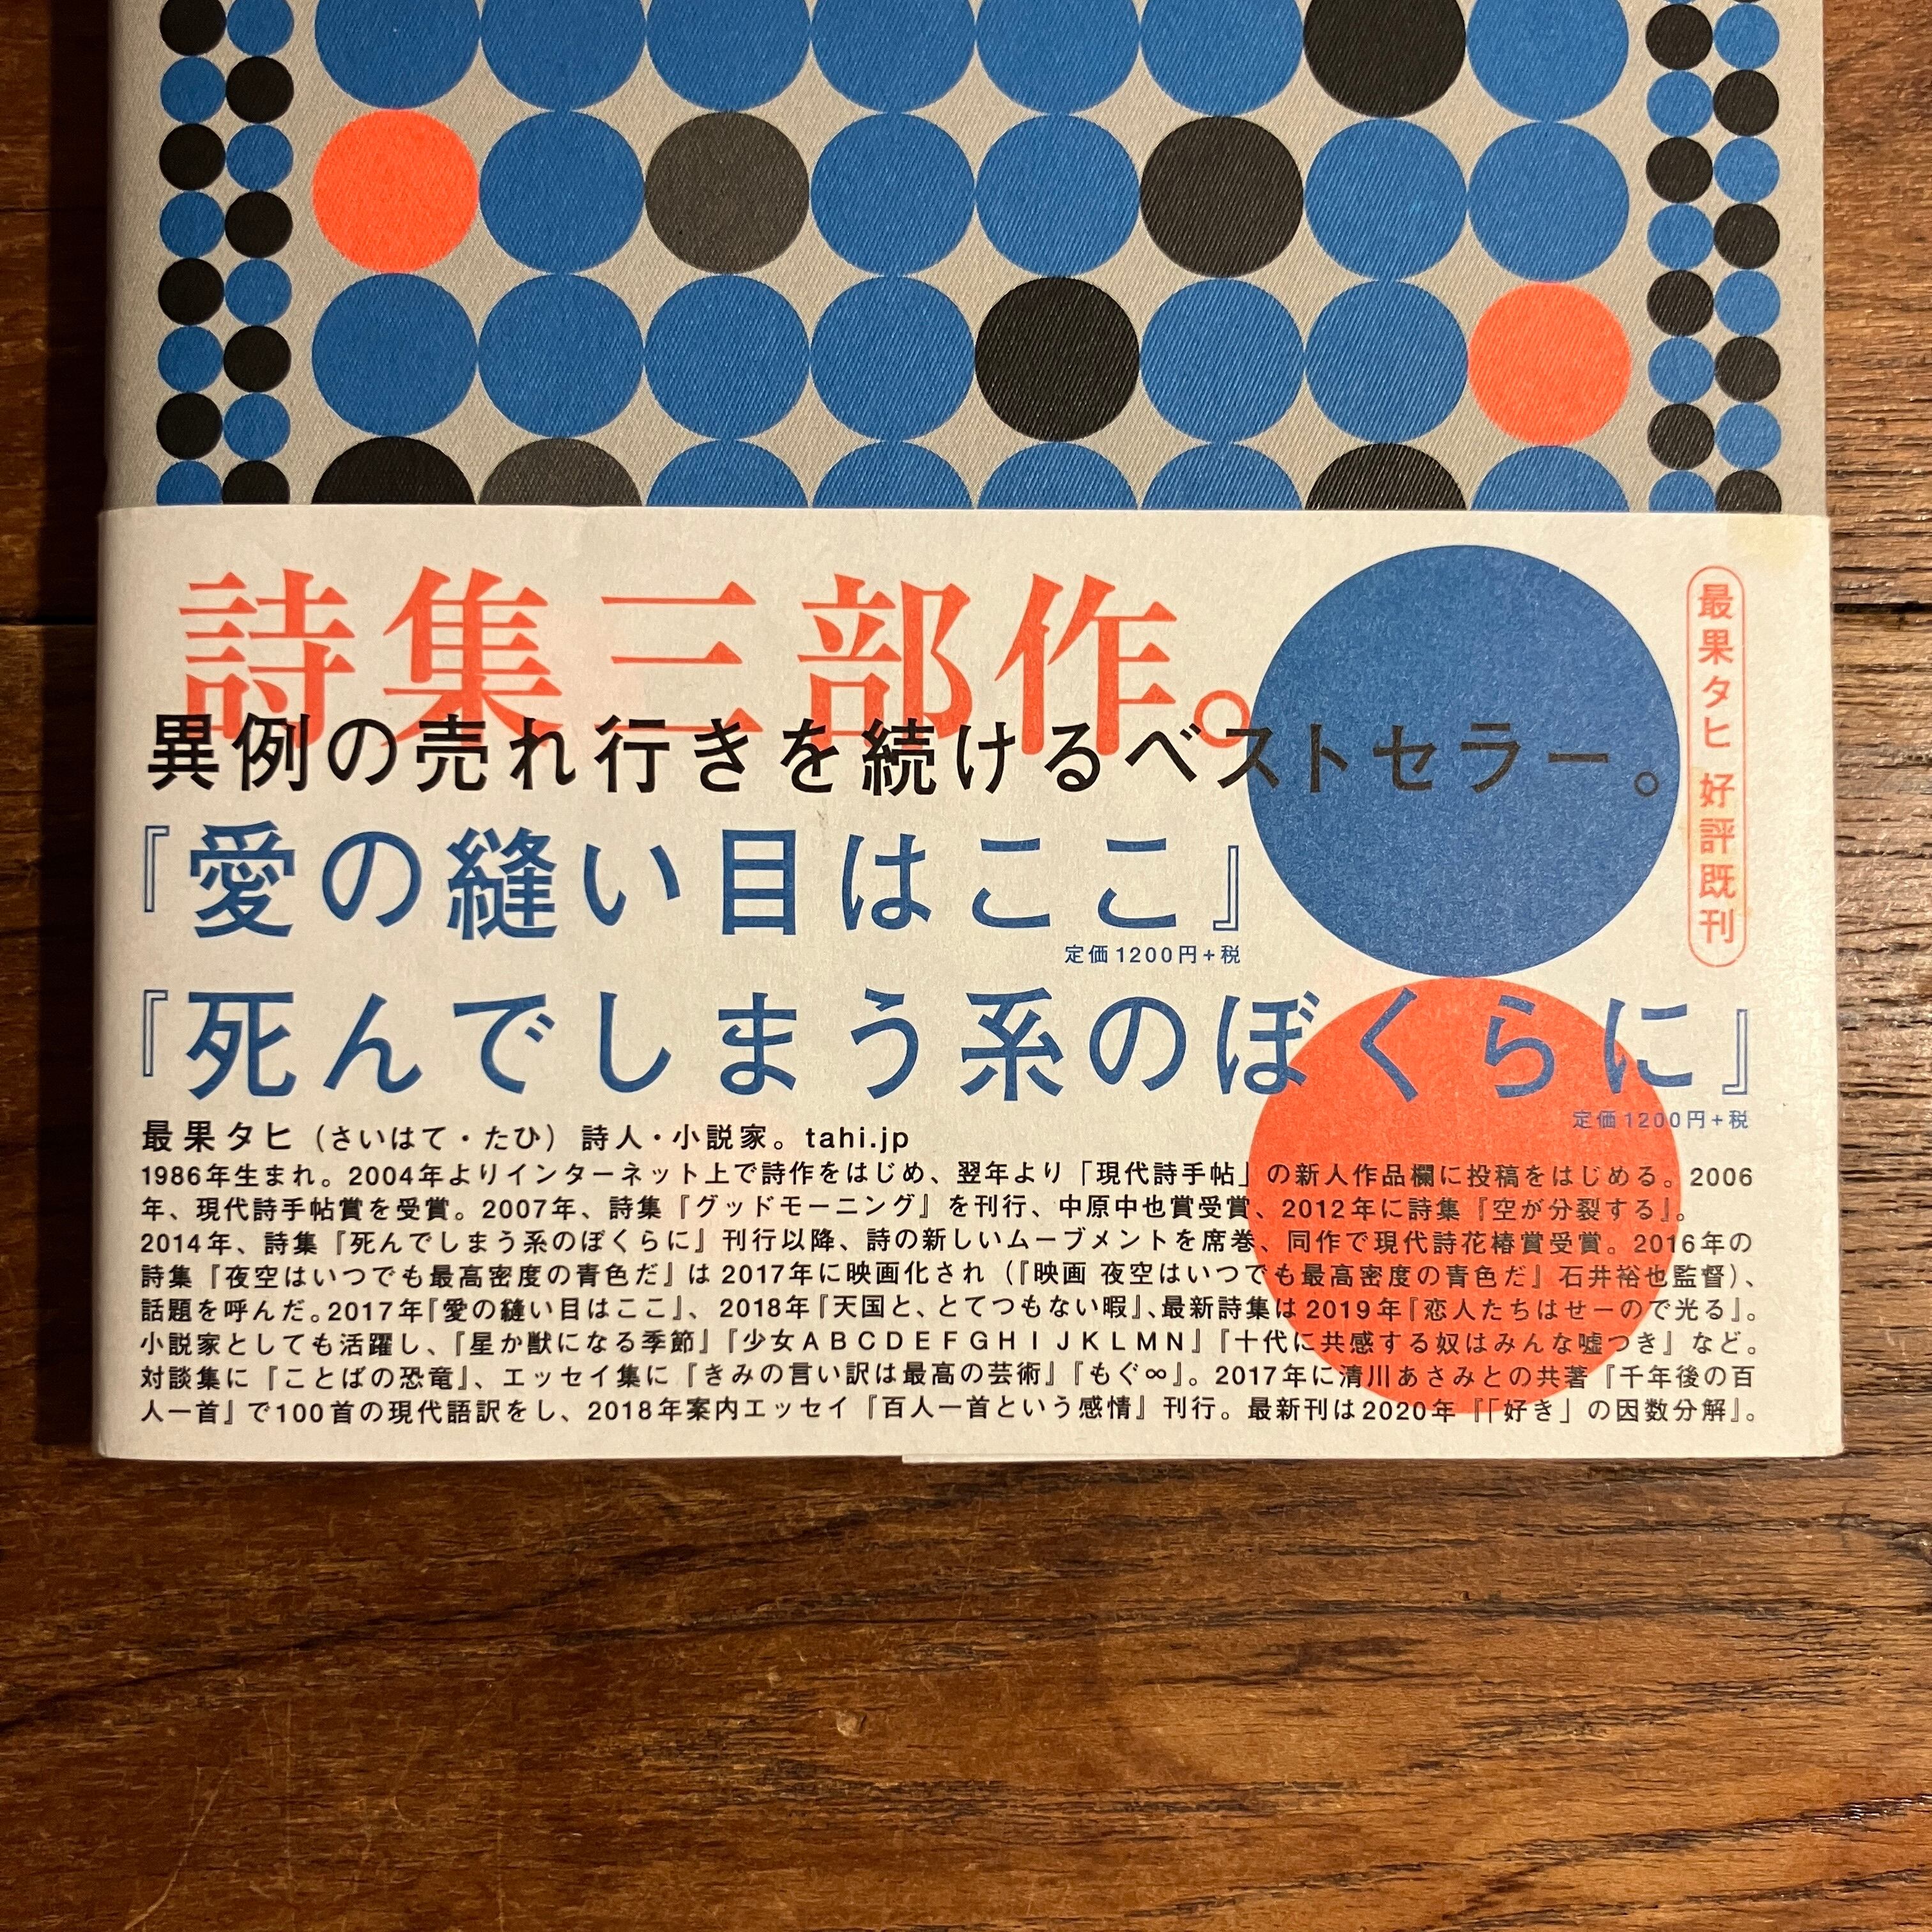 詩集三部作。
異例の売れ行きを続けるベストセラー。
『愛の縫い目はここ』
定価1200円+税
『死んでしまう系のぼくらに』
定価1200円+税
最果タヒ 好評既刊
最果タヒ（さいはて・たひ） 詩人・小説家。tahi.jp
1986年生まれ。2004年よりインターネット上で詩作をはじめ、翌年より「現代詩手帖」の新人作品欄に投稿をはじめる。2006
年、現代詩手帖賞を受賞。2007年、詩集『グッドモーニング』を刊行、中原中也賞受賞、2012年に詩集『空が分裂する』。
2014年、詩集『死んでしまう系のぼくらに』刊行以降、詩の新しいムーブメントを席巻、同作で現代詩花椿賞受賞。2016年の
詩集『夜空はいつでも最高密度の青色だ』は2017年に映画化され（『映画 夜空はいつでも最高密度の青色だ』石井裕也監督）、
話題を呼んだ。2017年『愛の縫い目はここ』、2018年『天国と、とてつもない暇』、最新詩集は2019年『恋人たちはせーので光る』。
小説家としても活躍し、『星か獣になる季節』『少女ABCDEFGHIJKLMN』『十代に共感する奴はみんな嘘つき』など。
対談集に『ことばの恐竜』、エッセイ集に『きみの言い訳は最高の芸術』『もぐ∞』。2017年に清川あさみとの共著『千年後の百
人一首』で100首の現代語訳をし、2018年案内エッセイ『百人一首という感情』刊行。最新刊は2020年『「好き」の因数分解』。